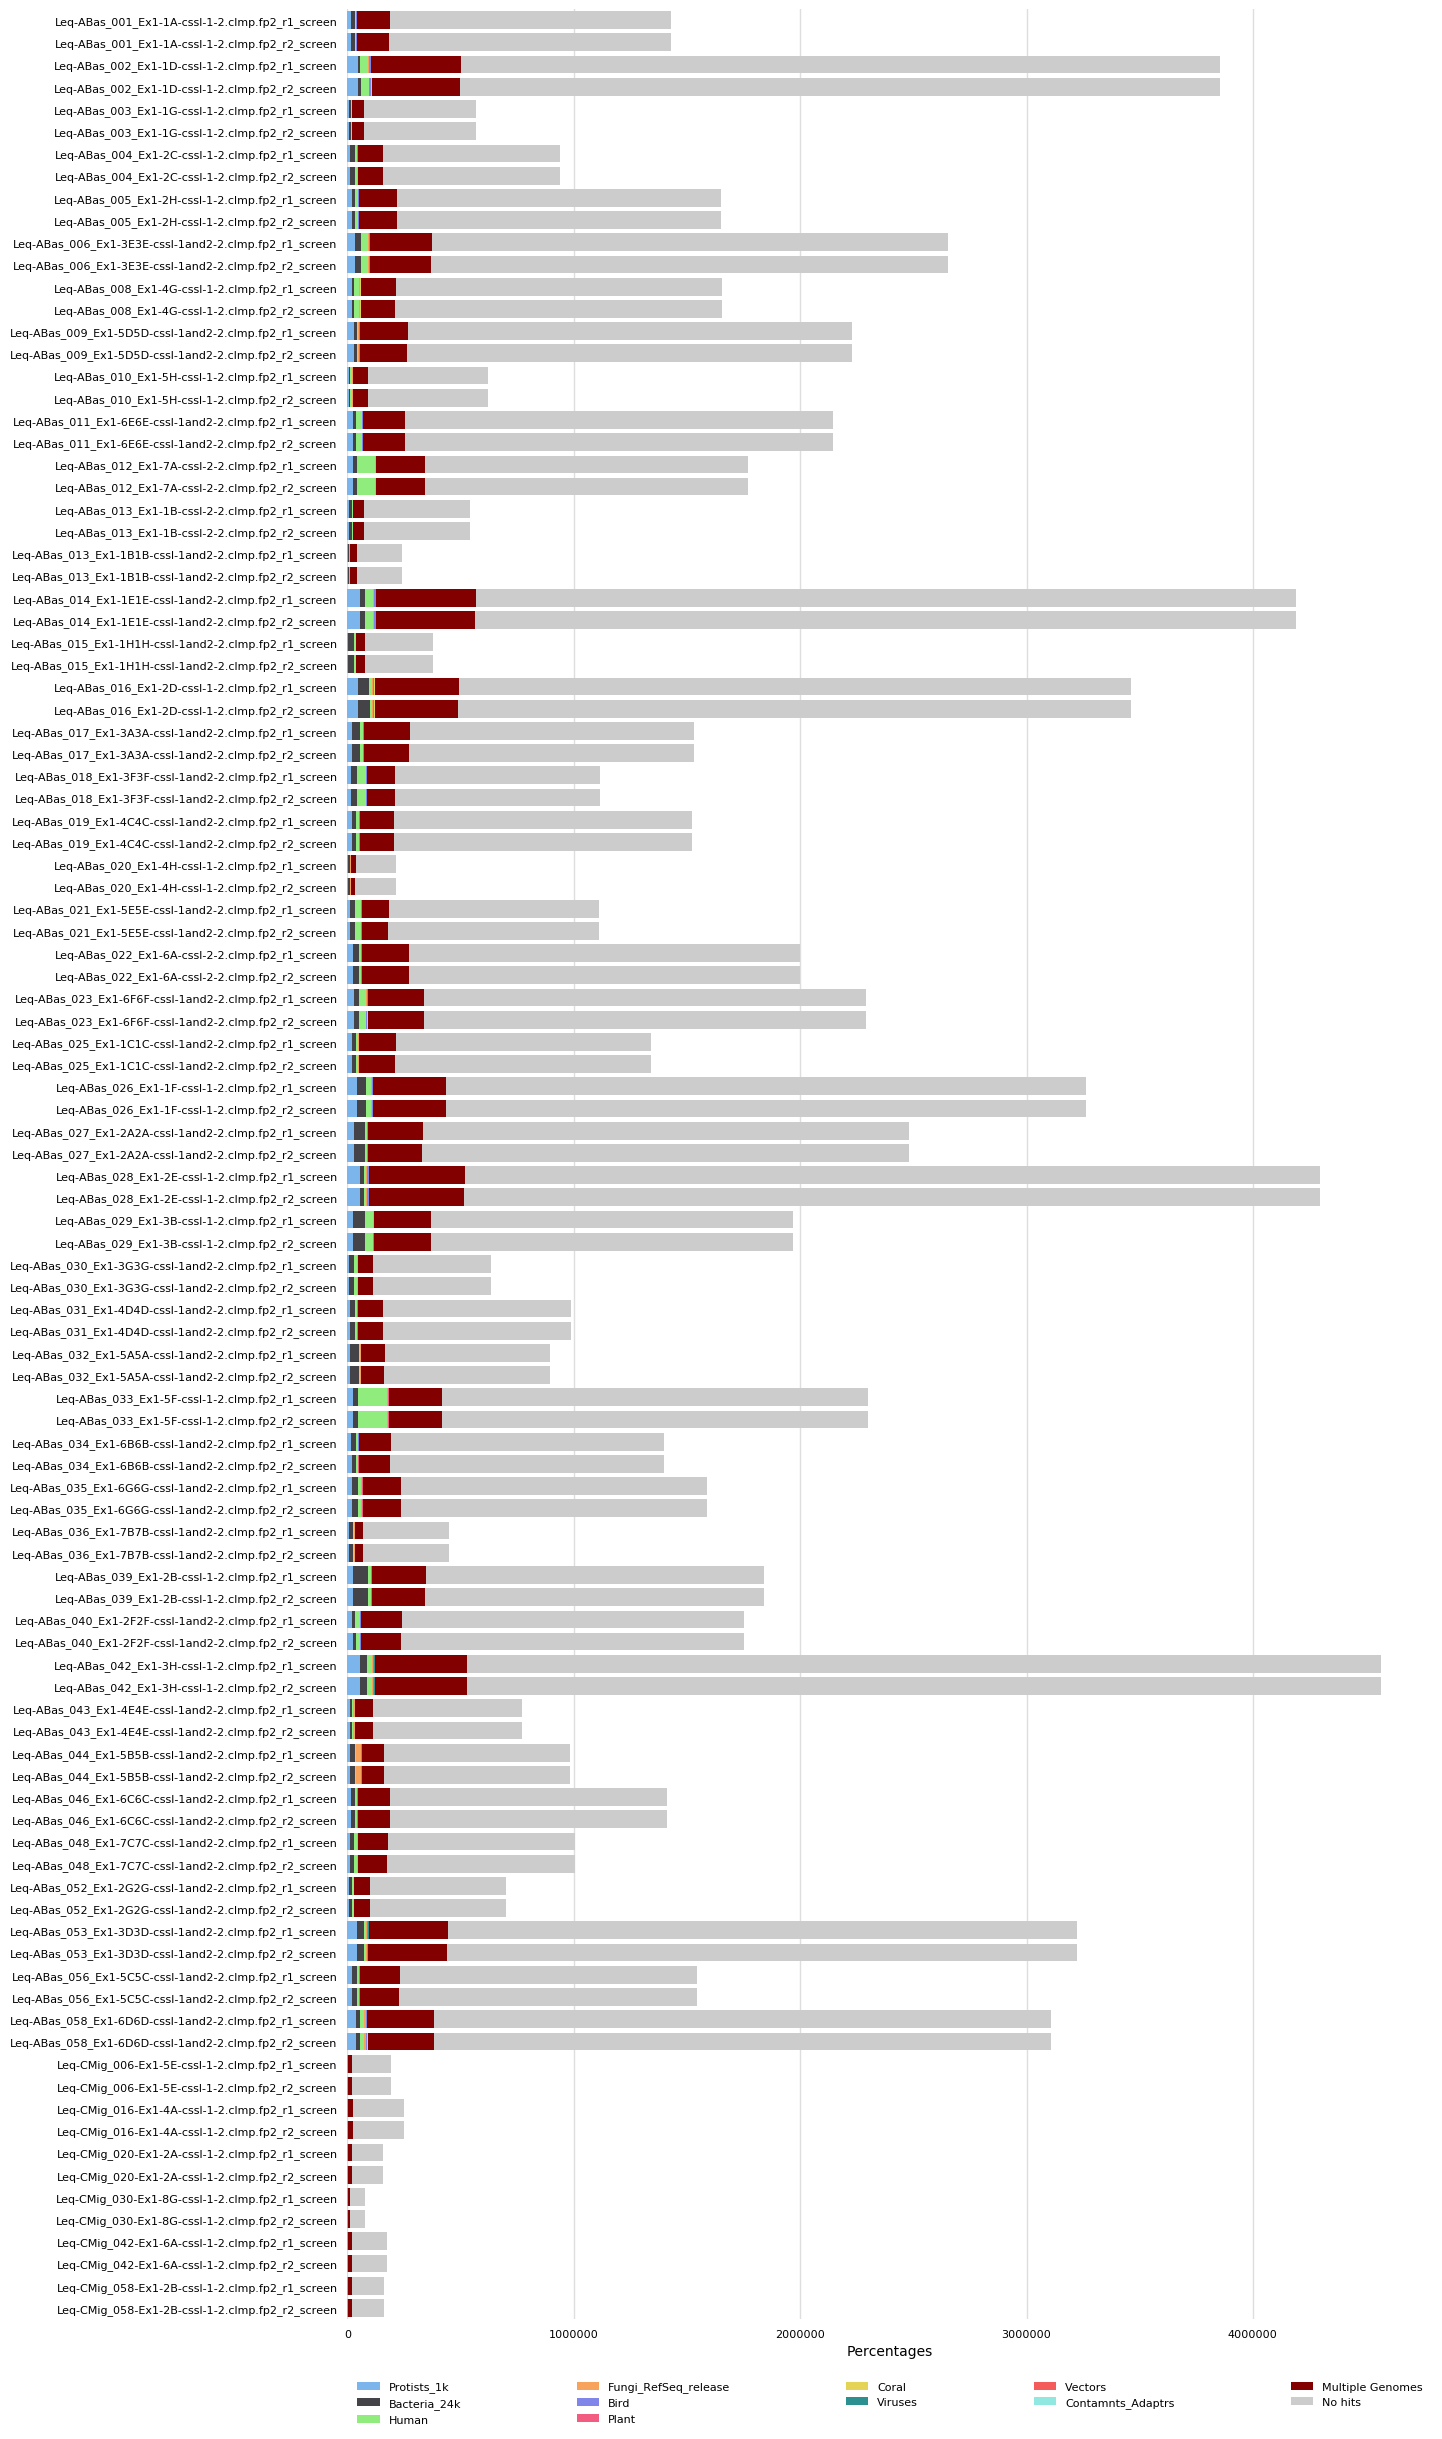 Leq-ABas_001_Ex1-1A-cssl-1-2.clmp.fp2_r1_screen
Leq-ABas_001_Ex1-1A-cssl-1-2.clmp.fp2_r2_screen
Leq-ABas_002_Ex1-1D-cssl-1-2.clmp.fp2_r1_screen
Leq-ABas_002_Ex1-1D-cssl-1-2.clmp.fp2_r2_screen
Leq-ABas_003_Ex1-1G-cssl-1-2.clmp.fp2_r1_screen
Leq-ABas_003_Ex1-1G-cssl-1-2.clmp.fp2_r2_screen
Leq-ABas_004_Ex1-2C-cssl-1-2.clmp.fp2_r1_screen
Leq-ABas_004_Ex1-2C-cssl-1-2.clmp.fp2_r2_screen
Leq-ABas_005_Ex1-2H-cssl-1-2.clmp.fp2_r1_screen
Leq-ABas_005_Ex1-2H-cssl-1-2.clmp.fp2_r2_screen
Leq-ABas_006_Ex1-3E3E-cssl-1and2-2.clmp.fp2_r1_screen
Leq-ABas_006_Ex1-3E3E-cssl-1and2-2.clmp.fp2_r2_screen
Leq-ABas_008_Ex1-4G-cssl-1-2.clmp.fp2_r1_screen
Leq-ABas_008_Ex1-4G-cssl-1-2.clmp.fp2_r2_screen
Leq-ABas_009_Ex1-5D5D-cssl-1and2-2.clmp.fp2_r1_screen
Leq-ABas_009_Ex1-5D5D-cssl-1and2-2.clmp.fp2_r2_screen
Leq-ABas_010_Ex1-5H-cssl-1-2.clmp.fp2_r1_screen
Leq-ABas_010_Ex1-5H-cssl-1-2.clmp.fp2_r2_screen
Leq-ABas_011_Ex1-6E6E-cssl-1and2-2.clmp.fp2_r1_screen
Leq-ABas_011_Ex1-6E6E-cssl-1and2-2.clmp.fp2_r2_screen
Leq-ABas_012_Ex1-7A-cssl-2-2.clmp.fp2_r1_screen
Leq-ABas_012_Ex1-7A-cssl-2-2.clmp.fp2_r2_screen
Leq-ABas_013_Ex1-1B-cssl-2-2.clmp.fp2_r1_screen
Leq-ABas_013_Ex1-1B-cssl-2-2.clmp.fp2_r2_screen
Leq-ABas_013_Ex1-1B1B-cssl-1and2-2.clmp.fp2_r1_screen
Leq-ABas_013_Ex1-1B1B-cssl-1and2-2.clmp.fp2_r2_screen
Leq-ABas_014_Ex1-1E1E-cssl-1and2-2.clmp.fp2_r1_screen
Leq-ABas_014_Ex1-1E1E-cssl-1and2-2.clmp.fp2_r2_screen
Leq-ABas_015_Ex1-1H1H-cssl-1and2-2.clmp.fp2_r1_screen
Leq-ABas_015_Ex1-1H1H-cssl-1and2-2.clmp.fp2_r2_screen
Leq-ABas_016_Ex1-2D-cssl-1-2.clmp.fp2_r1_screen
Leq-ABas_016_Ex1-2D-cssl-1-2.clmp.fp2_r2_screen
Leq-ABas_017_Ex1-3A3A-cssl-1and2-2.clmp.fp2_r1_screen
Leq-ABas_017_Ex1-3A3A-cssl-1and2-2.clmp.fp2_r2_screen
Leq-ABas_018_Ex1-3F3F-cssl-1and2-2.clmp.fp2_r1_screen
Leq-ABas_018_Ex1-3F3F-cssl-1and2-2.clmp.fp2_r2_screen
Leq-ABas_019_Ex1-4C4C-cssl-1and2-2.clmp.fp2_r1_screen
Leq-ABas_019_Ex1-4C4C-cssl-1and2-2.clmp.fp2_r2_screen
Leq-ABas_020_Ex1-4H-cssl-1-2.clmp.fp2_r1_screen
Leq-ABas_020_Ex1-4H-cssl-1-2.clmp.fp2_r2_screen
Leq-ABas_021_Ex1-5E5E-cssl-1and2-2.clmp.fp2_r1_screen
Leq-ABas_021_Ex1-5E5E-cssl-1and2-2.clmp.fp2_r2_screen
Leq-ABas_022_Ex1-6A-cssl-2-2.clmp.fp2_r1_screen
Leq-ABas_022_Ex1-6A-cssl-2-2.clmp.fp2_r2_screen
Leq-ABas_023_Ex1-6F6F-cssl-1and2-2.clmp.fp2_r1_screen
Leq-ABas_023_Ex1-6F6F-cssl-1and2-2.clmp.fp2_r2_screen
Leq-ABas_025_Ex1-1C1C-cssl-1and2-2.clmp.fp2_r1_screen
Leq-ABas_025_Ex1-1C1C-cssl-1and2-2.clmp.fp2_r2_screen
Leq-ABas_026_Ex1-1F-cssl-1-2.clmp.fp2_r1_screen
Leq-ABas_026_Ex1-1F-cssl-1-2.clmp.fp2_r2_screen
Leq-ABas_027_Ex1-2A2A-cssl-1and2-2.clmp.fp2_r1_screen
Leq-ABas_027_Ex1-2A2A-cssl-1and2-2.clmp.fp2_r2_screen
Leq-ABas_028_Ex1-2E-cssl-1-2.clmp.fp2_r1_screen
Leq-ABas_028_Ex1-2E-cssl-1-2.clmp.fp2_r2_screen
Leq-ABas_029_Ex1-3B-cssl-1-2.clmp.fp2_r1_screen
Leq-ABas_029_Ex1-3B-cssl-1-2.clmp.fp2_r2_screen
Leq-ABas_030_Ex1-3G3G-cssl-1and2-2.clmp.fp2_r1_screen
Leq-ABas_030_Ex1-3G3G-cssl-1and2-2.clmp.fp2_r2_screen
Leq-ABas_031_Ex1-4D4D-cssl-1and2-2.clmp.fp2_r1_screen
Leq-ABas_031_Ex1-4D4D-cssl-1and2-2.clmp.fp2_r2_screen
Leq-ABas_032_Ex1-5A5A-cssl-1and2-2.clmp.fp2_r1_screen
Leq-ABas_032_Ex1-5A5A-cssl-1and2-2.clmp.fp2_r2_screen
Leq-ABas_033_Ex1-5F-cssl-1-2.clmp.fp2_r1_screen
Leq-ABas_033_Ex1-5F-cssl-1-2.clmp.fp2_r2_screen
Leq-ABas_034_Ex1-6B6B-cssl-1and2-2.clmp.fp2_r1_screen
Leq-ABas_034_Ex1-6B6B-cssl-1and2-2.clmp.fp2_r2_screen
Leq-ABas_035_Ex1-6G6G-cssl-1and2-2.clmp.fp2_r1_screen
Leq-ABas_035_Ex1-6G6G-cssl-1and2-2.clmp.fp2_r2_screen
Leq-ABas_036_Ex1-7B7B-cssl-1and2-2.clmp.fp2_r1_screen
Leq-ABas_036_Ex1-7B7B-cssl-1and2-2.clmp.fp2_r2_screen
Leq-ABas_039_Ex1-2B-cssl-1-2.clmp.fp2_r1_screen
Leq-ABas_039_Ex1-2B-cssl-1-2.clmp.fp2_r2_screen
Leq-ABas_040_Ex1-2F2F-cssl-1and2-2.clmp.fp2_r1_screen
Leq-ABas_040_Ex1-2F2F-cssl-1and2-2.clmp.fp2_r2_screen
Leq-ABas_042_Ex1-3H-cssl-1-2.clmp.fp2_r1_screen
Leq-ABas_042_Ex1-3H-cssl-1-2.clmp.fp2_r2_screen
Leq-ABas_043_Ex1-4E4E-cssl-1and2-2.clmp.fp2_r1_screen
Leq-ABas_043_Ex1-4E4E-cssl-1and2-2.clmp.fp2_r2_screen
Leq-ABas_044_Ex1-5B5B-cssl-1and2-2.clmp.fp2_r1_screen
Leq-ABas_044_Ex1-5B5B-cssl-1and2-2.clmp.fp2_r2_screen
Leq-ABas_046_Ex1-6C6C-cssl-1and2-2.clmp.fp2_r1_screen
Leq-ABas_046_Ex1-6C6C-cssl-1and2-2.clmp.fp2_r2_screen
Leq-ABas_048_Ex1-7C7C-cssl-1and2-2.clmp.fp2_r1_screen
Leq-ABas_048_Ex1-7C7C-cssl-1and2-2.clmp.fp2_r2_screen
Leq-ABas_052_Ex1-2G2G-cssl-1and2-2.clmp.fp2_r1_screen
Leq-ABas_052_Ex1-2G2G-cssl-1and2-2.clmp.fp2_r2_screen
Leq-ABas_053_Ex1-3D3D-cssl-1and2-2.clmp.fp2_r1_screen
Leq-ABas_053_Ex1-3D3D-cssl-1and2-2.clmp.fp2_r2_screen
Leq-ABas_056_Ex1-5C5C-cssl-1and2-2.clmp.fp2_r1_screen
Leq-ABas_056_Ex1-5C5C-cssl-1and2-2.clmp.fp2_r2_screen
Leq-ABas_058_Ex1-6D6D-cssl-1and2-2.clmp.fp2_r1_screen
Leq-ABas_058_Ex1-6D6D-cssl-1and2-2.clmp.fp2_r2_screen
Leq-CMig_006-Ex1-5E-cssl-1-2.clmp.fp2_r1_screen
Leq-CMig_006-Ex1-5E-cssl-1-2.clmp.fp2_r2_screen
Leq-CMig_016-Ex1-4A-cssl-1-2.clmp.fp2_r1_screen
Leq-CMig_016-Ex1-4A-cssl-1-2.clmp.fp2_r2_screen
Leq-CMig_020-Ex1-2A-cssl-1-2.clmp.fp2_r1_screen
Leq-CMig_020-Ex1-2A-cssl-1-2.clmp.fp2_r2_screen
Leq-CMig_030-Ex1-8G-cssl-1-2.clmp.fp2_r1_screen
Leq-CMig_030-Ex1-8G-cssl-1-2.clmp.fp2_r2_screen
Leq-CMig_042-Ex1-6A-cssl-1-2.clmp.fp2_r1_screen
Leq-CMig_042-Ex1-6A-cssl-1-2.clmp.fp2_r2_screen
Leq-CMig_058-Ex1-2B-cssl-1-2.clmp.fp2_r1_screen
Leq-CMig_058-Ex1-2B-cssl-1-2.clmp.fp2_r2_screen
0 1000000 2000000 3000000 4000000
Percentages
Protists_1k Fungi_RefSeq_release Coral Vectors Multiple Genomes
Bacteria_24k Bird Viruses Contamnts_Adaptrs No hits
Human Plant